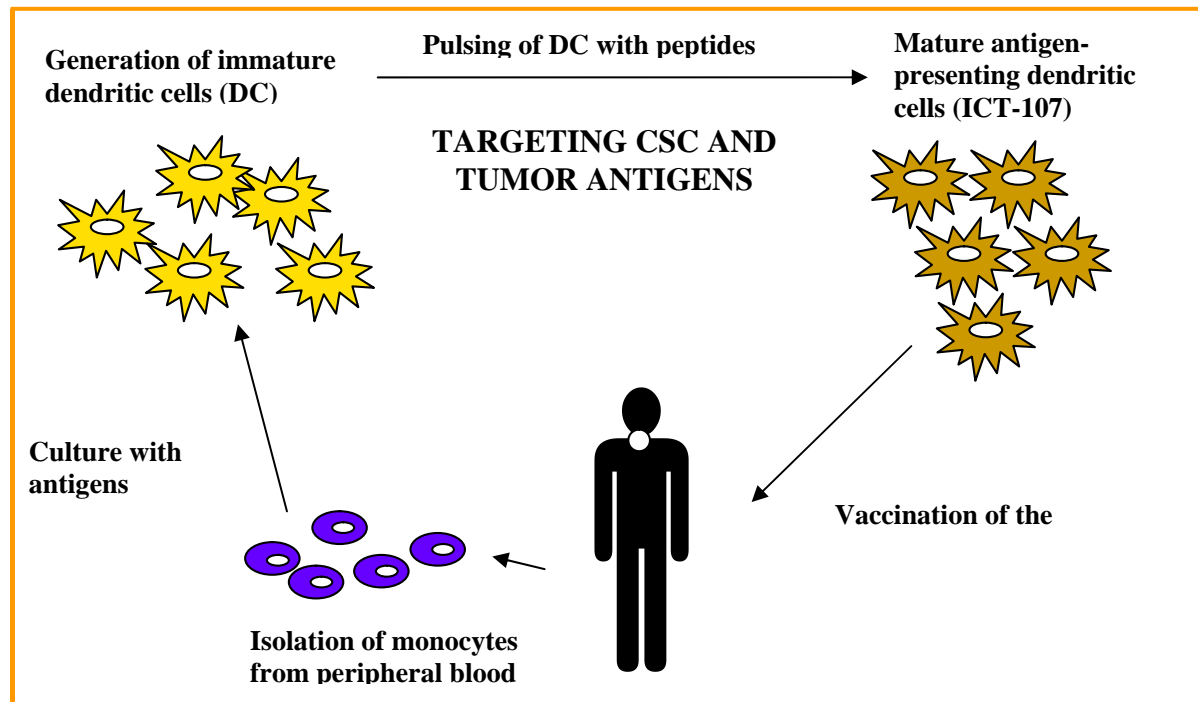 Generation of immature
dendritic cells (DC)
Pulsing of DC with peptides
Mature antigen-
presenting dendritic
cells (ICT-107)
TARGETING CSC AND
TUMOR ANTIGENS
Culture with
antigens
Vaccination of the
Isolation of monocytes
from peripheral blood